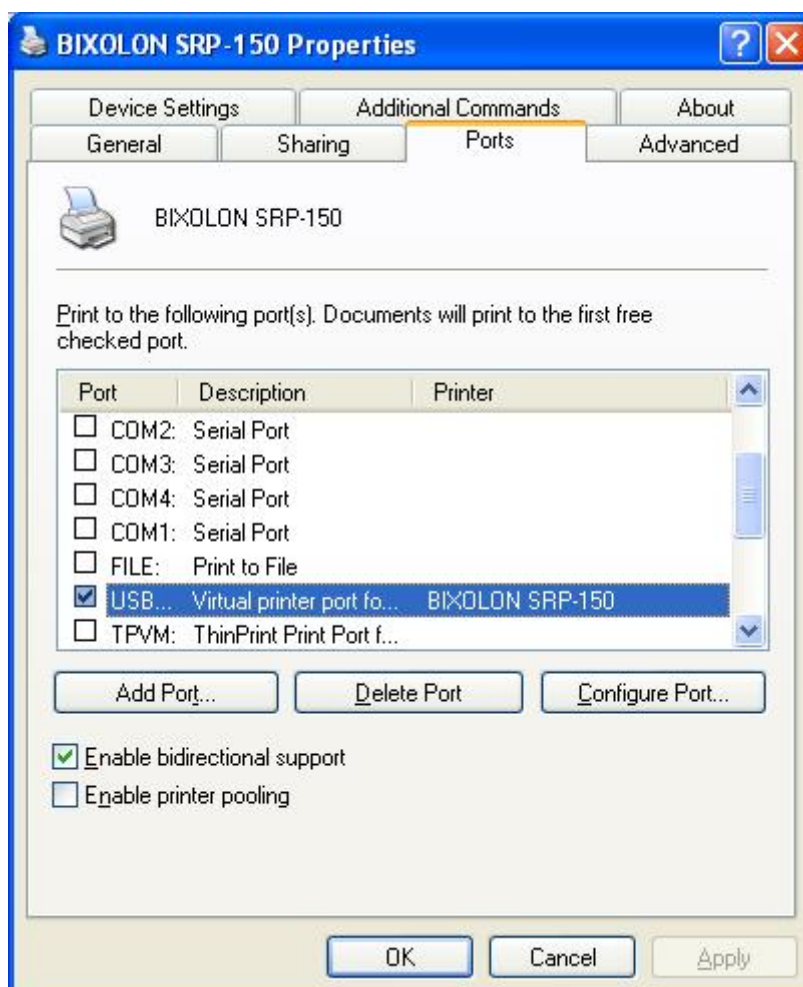 BIXOLON SRP-150 Properties
Device Settings Additional Commands About
General Sharing Ports Advanced
BIXOLON SRP-150
Print to the following port(s). Documents will print to the first free
checked port.
Port Description Printer
COM2: Serial Port
COM3: Serial Port
COM4: Serial Port
COM1: Serial Port
FILE: Print to File
USB... Virtual printer port fo... BIXOLON SRP-150
TPVM: ThinPrint Print Port f...
Add Port... Delete Port Configure Port...
Enable bidirectional support
Enable printer pooling
OK Cancel Apply